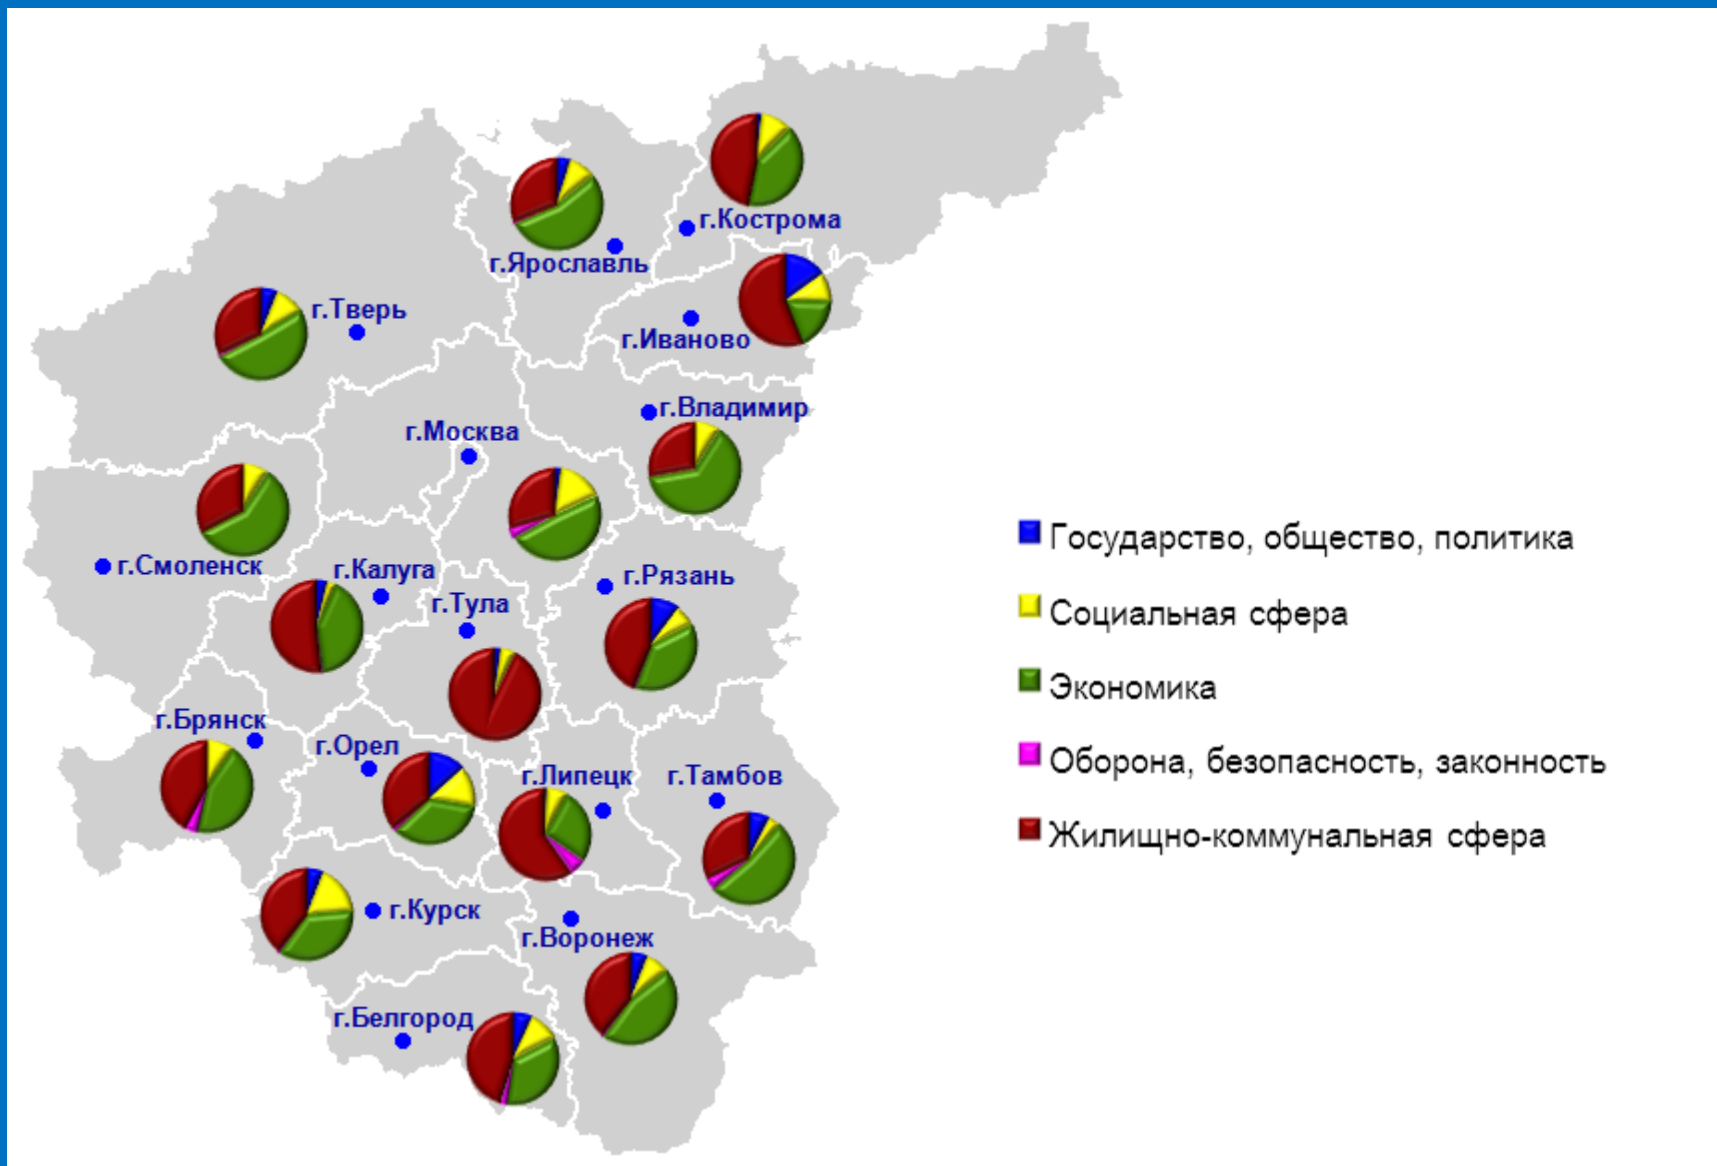 г.Кострома
г.Ярославль
г.Тверь
г.Иваново
г.Владимир
г.Москва
г.Смоленск
г.Калуга
г.Рязань
г.Тула
г.Брянск
г.Орел
г.Липецк
г.Тамбов
г.Курск
г.Воронеж
г.Белгород
Государство, общество, политика
Социальная сфера
Экономика
Оборона, безопасность, законность
Жилищно-коммунальная сфера